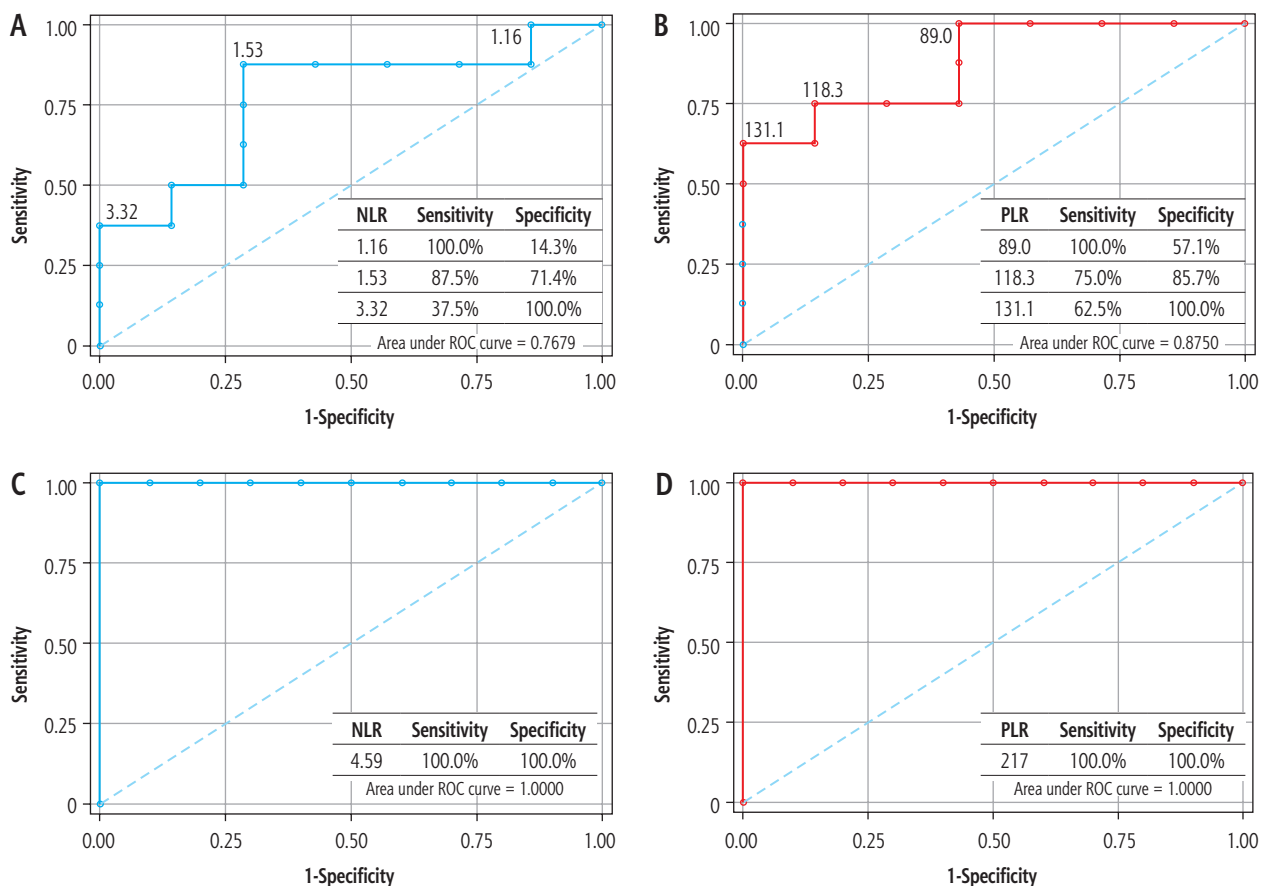 A
1.00
0.75
0.50
0.25
0
Sensitivity
3.32
1.53
1.16
NLR Sensitivity Specificity
1.16 100.0% 14.3%
1.53 87.5% 71.4%
3.32 37.5% 100.0%
Area under ROC curve = 0.7679
0.00 0.25 0.50 0.75 1.00
1-Specificity
B
1.00
0.75
0.50
0.25
0
Sensitivity
131.1
118.3
89.0
PLR Sensitivity Specificity
89.0 100.0% 57.1%
118.3 75.0% 85.7%
131.1 62.5% 100.0%
Area under ROC curve = 0.8750
0.00 0.25 0.50 0.75 1.00
1-Specificity
C
1.00
0.75
0.50
0.25
0
Sensitivity
NLR Sensitivity Specificity
4.59 100.0% 100.0%
Area under ROC curve = 1.0000
0.00 0.25 0.50 0.75 1.00
1-Specificity
D
1.00
0.75
0.50
0.25
0
Sensitivity
PLR Sensitivity Specificity
217 100.0% 100.0%
Area under ROC curve = 1.0000
0.00 0.25 0.50 0.75 1.00
1-Specificity